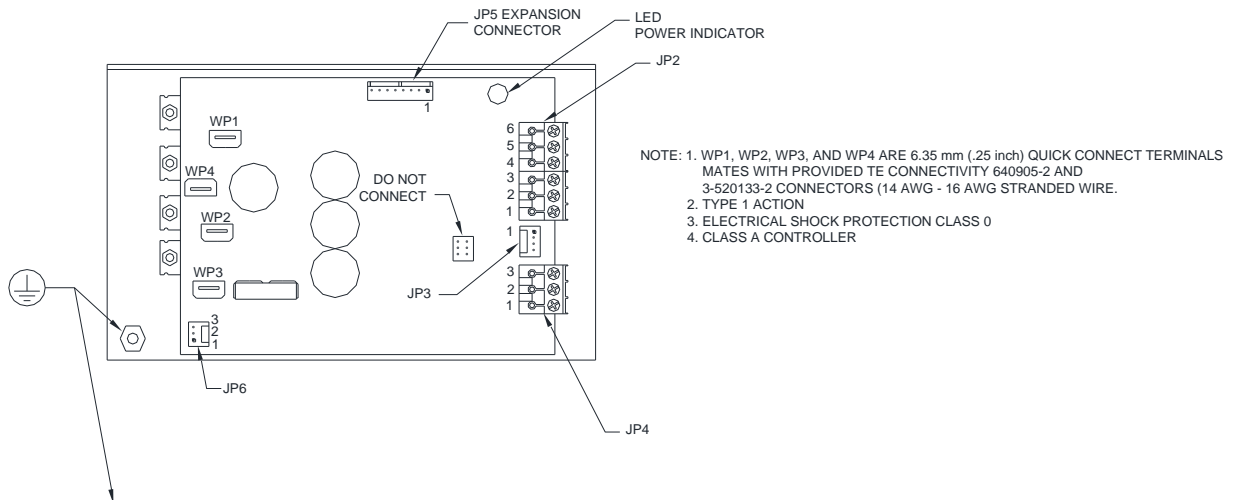 JP5 EXPANSION
CONNECTOR
LED
POWER INDICATOR
JP2
1
WP1
WP4
WP2
WP3
DO NOT
CONNECT
6
5
4
3
2
1
1
JP3
3
2
1
3
2
1
JP6
JP4
NOTE: 1. WP1, WP2, WP3, AND WP4 ARE 6.35 mm (.25 inch) QUICK CONNECT TERMINALS
MATES WITH PROVIDED TE CONNECTIVITY 640905-2 AND
3-520133-2 CONNECTORS (14 AWG - 16 AWG STRANDED WIRE.
2. TYPE 1 ACTION
3. ELECTRICAL SHOCK PROTECTION CLASS 0
4. CLASS A CONTROLLER